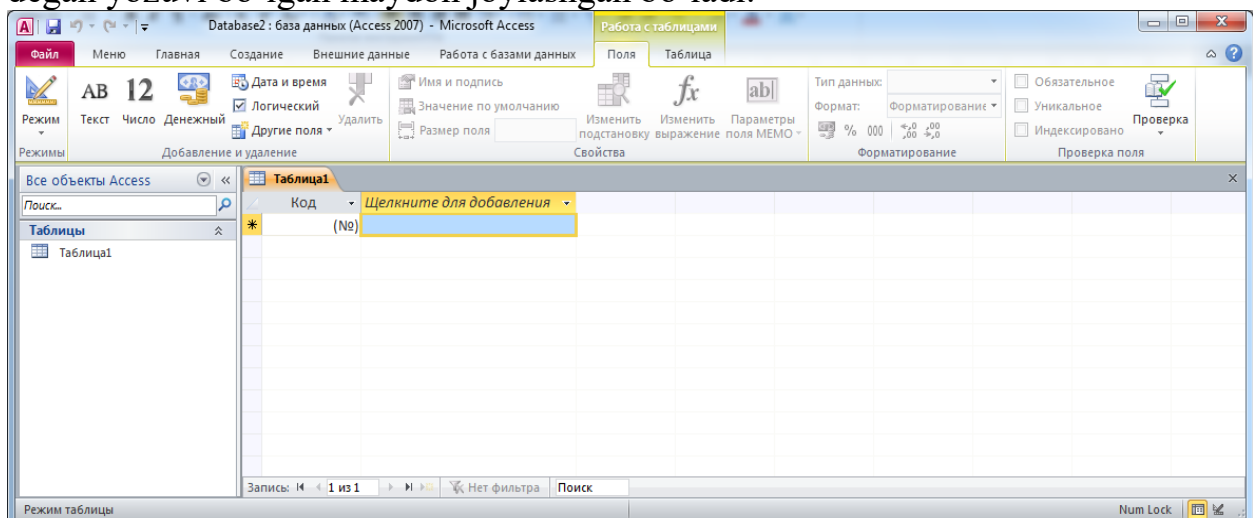 degan yozuvi bo'lgan maydon joylashgan bo'ladi.
Database2 : база данных (Access 2007) - Microsoft Access
Работа с таблицами
Файл Меню Главная Создание Внешние данные Работа с базами данных Поля Таблица
Режим
Режимы
AB Текст
12 Число
Денежный
Дата и время
Логический
Другие поля
Удалить
Добавление и удаление
Имя и подпись
Значение по умолчанию
Размер поля
Изменить подстановку
fx Изменить выражение
ab Параметры поля MEMO
Свойства
Тип данных:
Формат: Форматирование
% 000 ,00 ,0
Форматирование
Обязательное
Уникальное
Индексировано
Проверка
Проверка поля
Все объекты Access «
Поиск...
Таблицы
Таблица1
Таблица1
Код Щелкните для добавления
* (№)
Запись: 1 из 1 Нет фильтра Поиск
Режим таблицы Num Lock